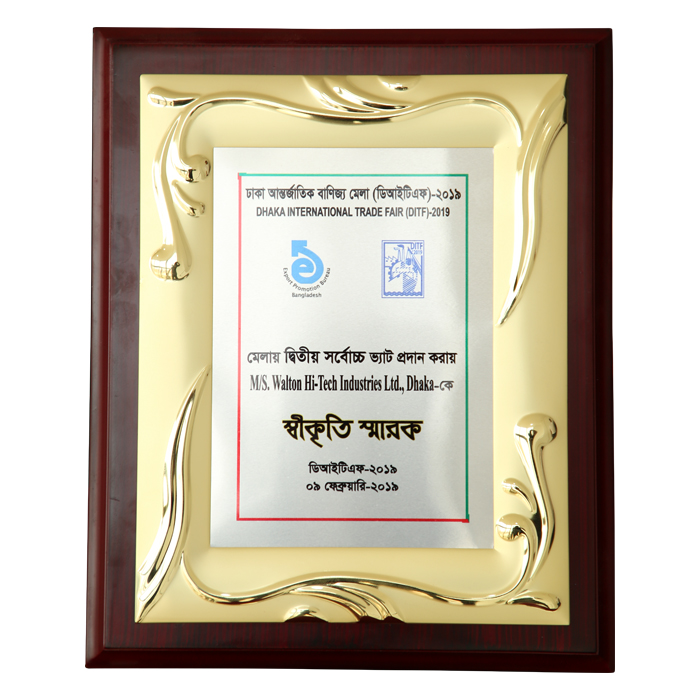 ঢাকা আন্তর্জাতিক বাণিজ্য মেলা (ডিআইটিএফ)-২০১৯
DHAKA INTERNATIONAL TRADE FAIR (DITF)-2019
Export Promotion Bureau
Bangladesh
DITF
2019
মেলায় দ্বিতীয় সর্বোচ্চ ভ্যাট প্রদান করায়
M/S. Walton Hi-Tech Industries Ltd., Dhaka-কে
স্বীকৃতি স্মারক
ডিআইটিএফ-২০১৯
০৯ ফেব্রুয়ারি-২০১৯